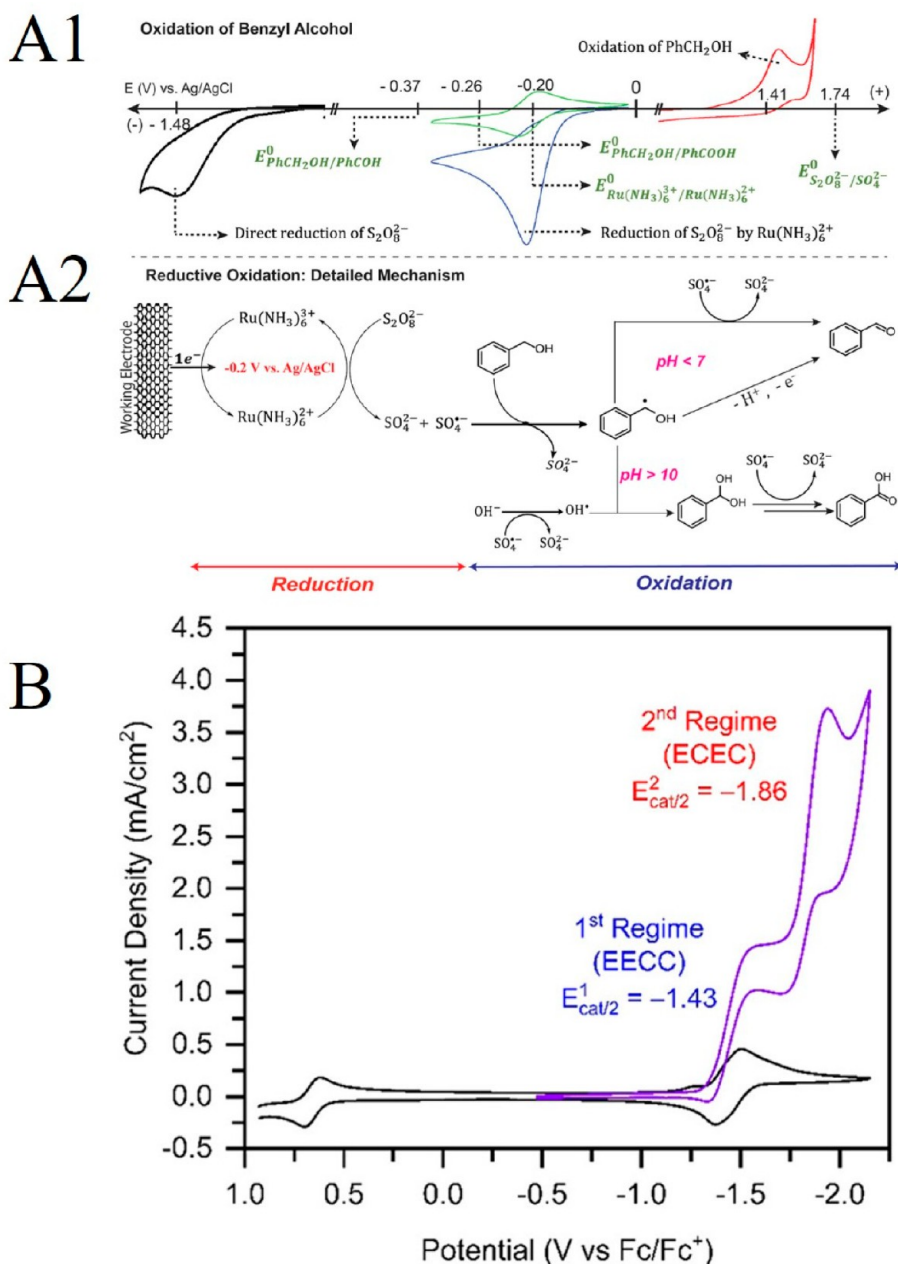 A1
Oxidation of Benzyl Alcohol
Oxidation of PhCH₂OH
E (V) vs. Ag/AgCl
- 0.37
- 0.26
- 0.20
0
1.41
1.74
(+)
(-)
- 1.48
E⁰PhCH₂OH/PhCOH
E⁰PhCH₂OH/PhCOOH
E⁰Ru(NH₃)₆³⁺/Ru(NH₃)₆²⁺
E⁰S₂O₈²⁻/SO₄²⁻
Direct reduction of S₂O₈²⁻
Reduction of S₂O₈²⁻ by Ru(NH₃)₆²⁺
A2
Reductive Oxidation: Detailed Mechanism
Working Electrode
1e⁻
Ru(NH₃)₆³⁺
-0.2 V vs. Ag/AgCl
Ru(NH₃)₆²⁺
S₂O₈²⁻
SO₄²⁻ + SO₄•⁻
OH
SO₄²⁻
SO₄•⁻
SO₄²⁻
pH < 7
O
OH
- H⁺, - e⁻
pH > 10
OH⁻
OH•
SO₄•⁻
SO₄²⁻
OH
OH
SO₄•⁻
SO₄²⁻
OH
O
Reduction
Oxidation
B
4.5
4.0
3.5
3.0
2.5
2.0
1.5
1.0
0.5
0.0
-0.5
Current Density (mA/cm²)
2nd Regime
(ECEC)
E²cat/2 = −1.86
1st Regime
(EECC)
E¹cat/2 = −1.43
1.0
0.5
0.0
-0.5
-1.0
-1.5
-2.0
Potential (V vs Fc/Fc⁺)